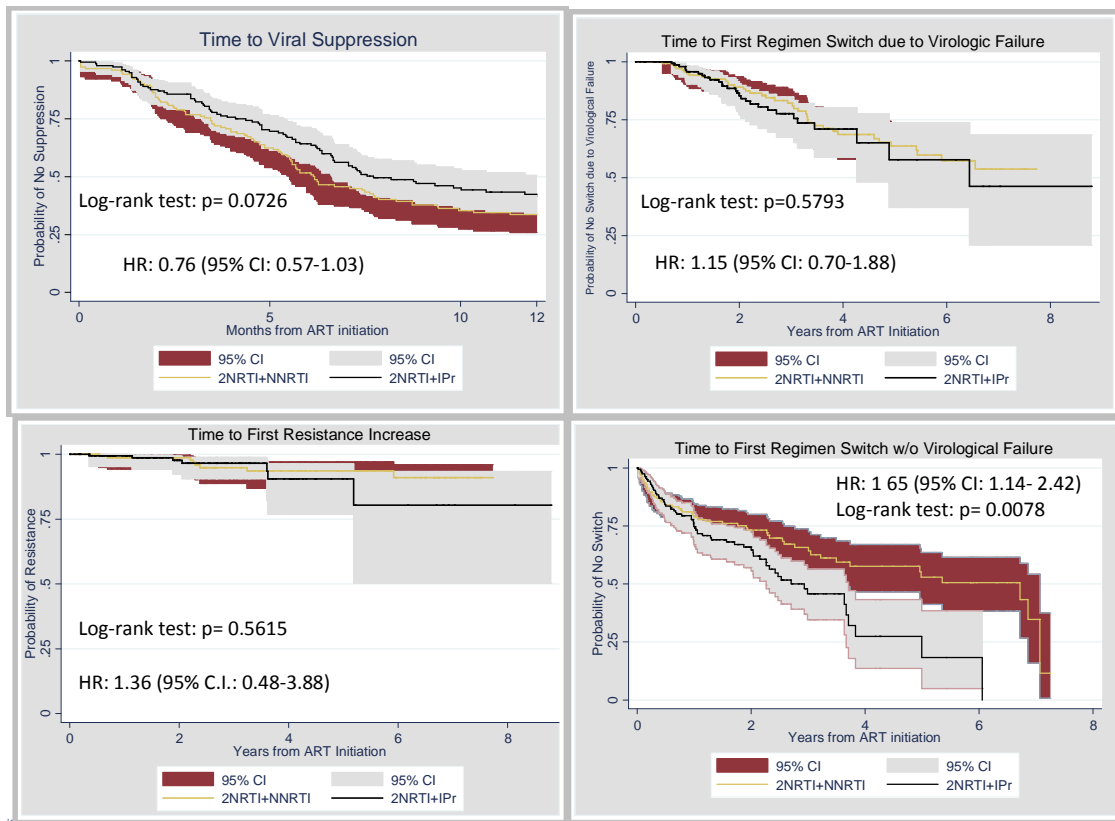 Time to Viral Suppression
Probability of No Suppression
1
.75
.5
.25
0
Log-rank test: p= 0.0726
HR: 0.76 (95% CI: 0.57-1.03)
0 5 10 12
Months from ART initiation
95% CI 95% CI
2NRTI+NNRTI 2NRTI+IPr
Time to First Regimen Switch due to Virologic Failure
Probability of No Switch due to Virological Failure
1
.75
.5
.25
0
Log-rank test: p=0.5793
HR: 1.15 (95% CI: 0.70-1.88)
0 2 4 6 8
Years from ART Initiation
95% CI 95% CI
2NRTI+NNRTI 2NRTI+IPr
Time to First Resistance Increase
Probability of Resistance
1
.75
.5
.25
0
Log-rank test: p= 0.5615
HR: 1.36 (95% C.I.: 0.48-3.88)
0 2 4 6 8
Years from ART Initiation
95% CI 95% CI
2NRTI+NNRTI 2NRTI+IPr
Time to First Regimen Switch w/o Virological Failure
Probability of No Switch
1
.75
.5
.25
0
HR: 1 65 (95% CI: 1.14- 2.42)
Log-rank test: p= 0.0078
0 2 4 6 8
Years from ART initiation
95% CI 95% CI
2NRTI+NNRTI 2NRTI+IPr